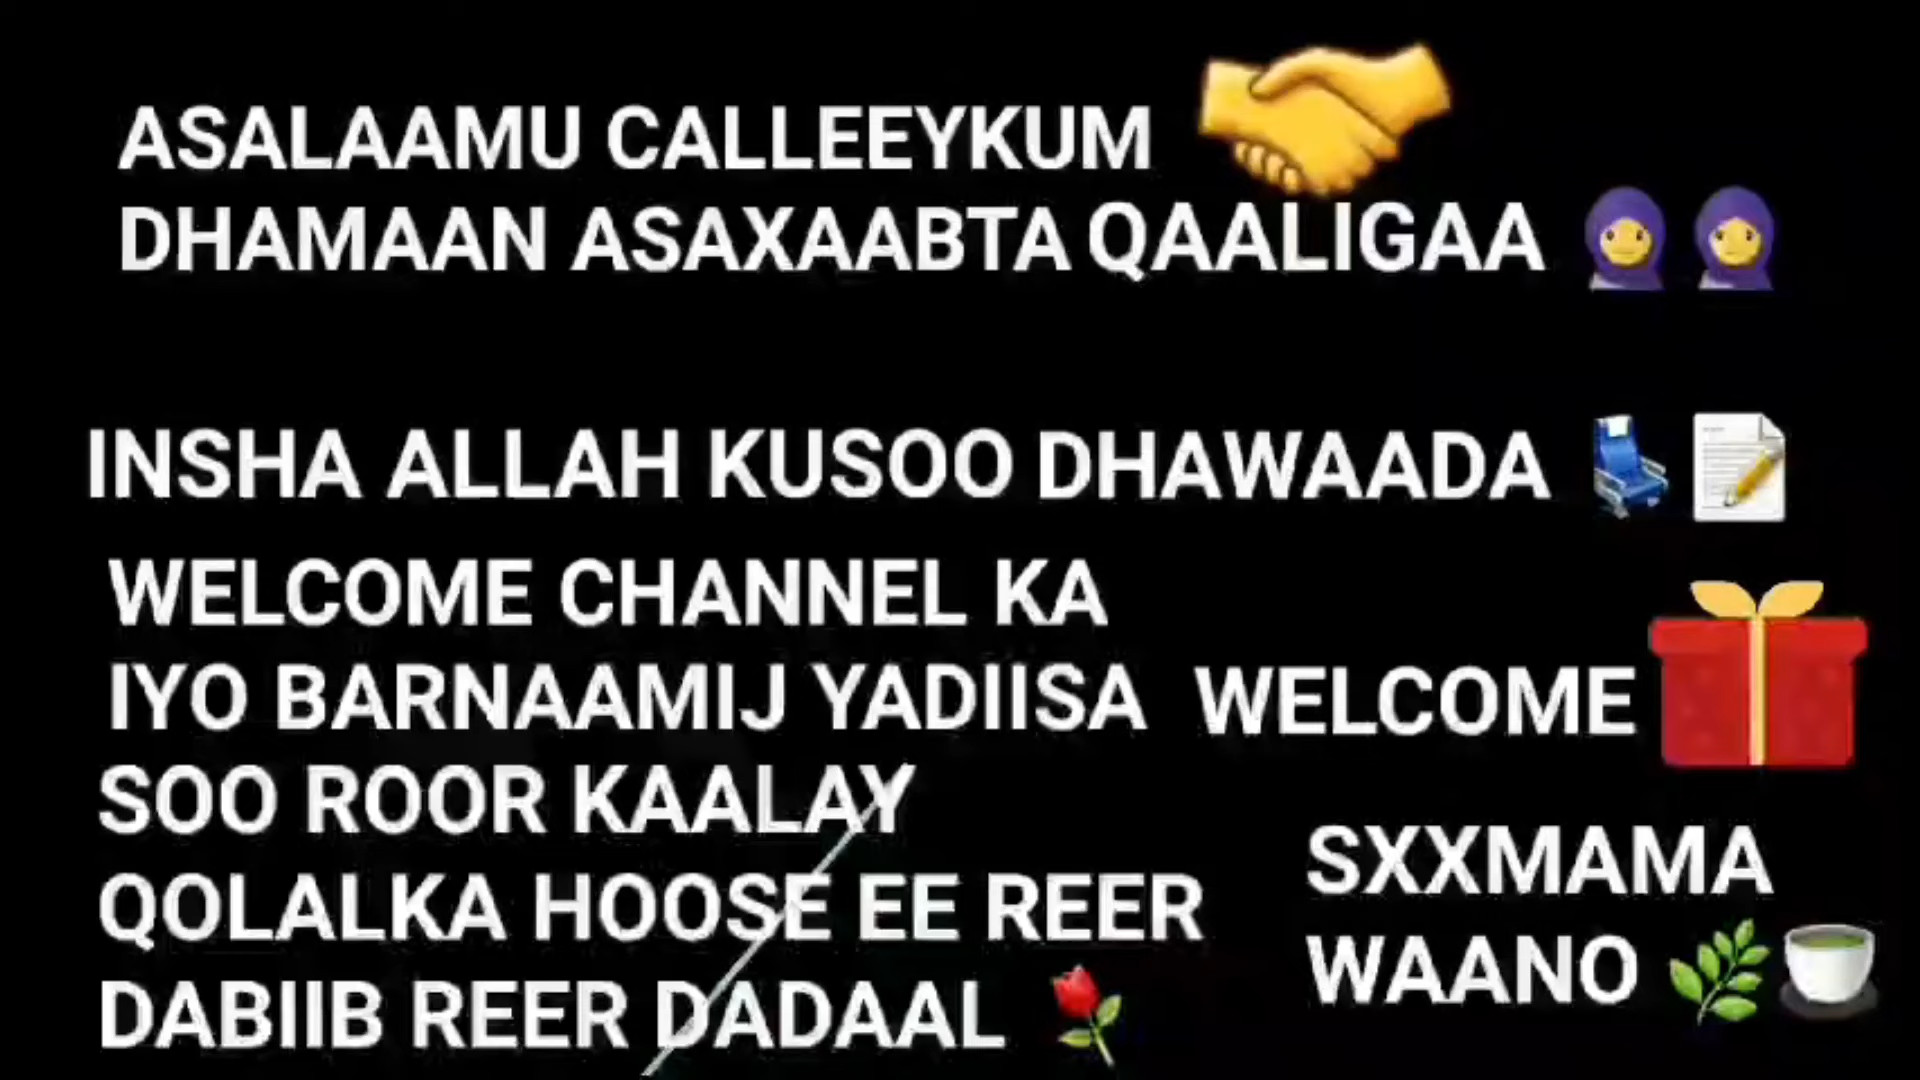 ASALAAMU CALLEEYKUM
DHAMAAN ASAXAABTA QAALIGAA
INSHA ALLAH KUSOO DHAWAADA
WELCOME CHANNEL KA
IYO BARNAAMIJ YADIISA
SOO ROOR KAALAY
QOLALKA HOOSE EE REER
DABIIB REER DADAAL
WELCOME
SXXMAMA
WAANO